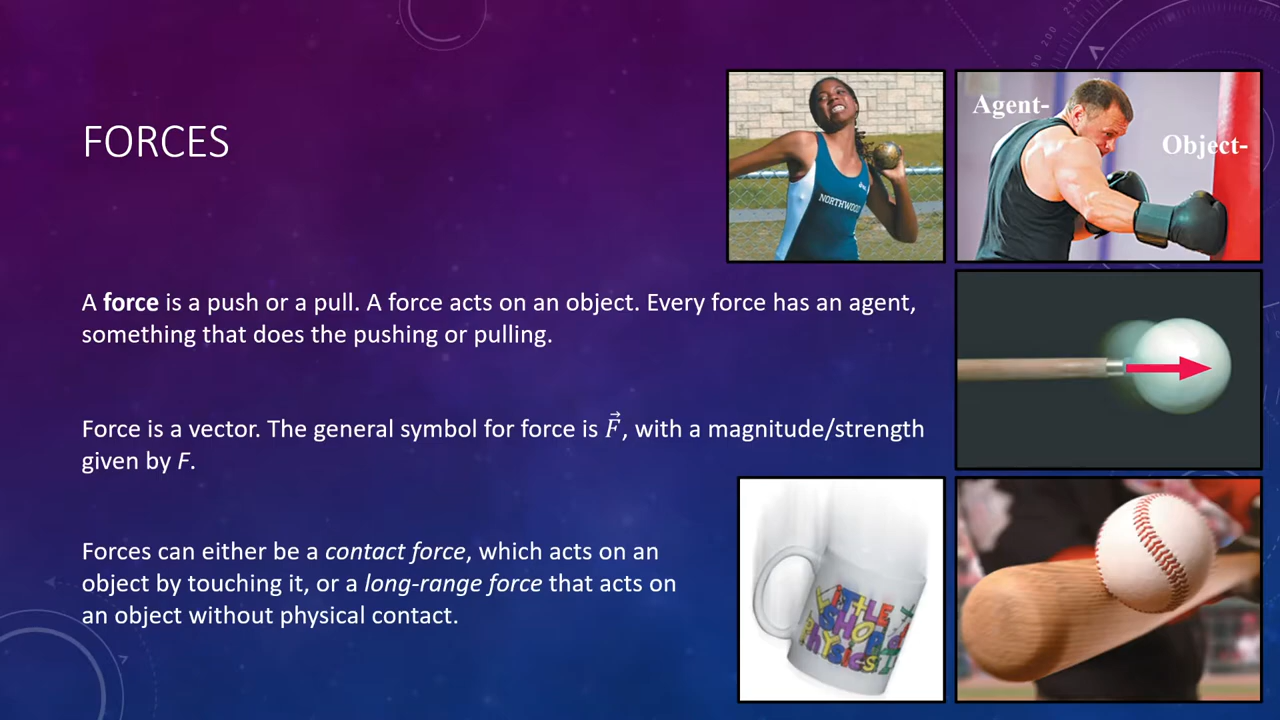 FORCES
Agent-
Object-
NORTHWOOD
A force is a push or a pull. A force acts on an object. Every force has an agent,
something that does the pushing or pulling.
Force is a vector. The general symbol for force is F⃗, with a magnitude/strength
given by F.
Forces can either be a contact force, which acts on an
object by touching it, or a long-range force that acts on
an object without physical contact.
LITTLE
SHOP
PHYSICS